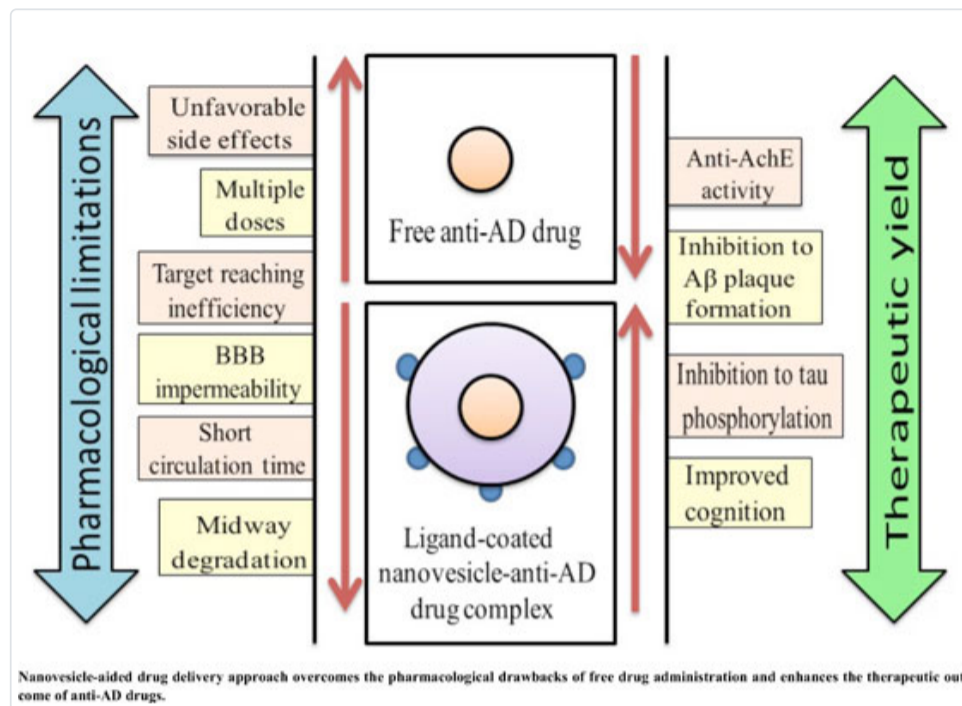 Pharmacological limitations
Unfavorable
side effects
Multiple
doses
Target reaching
inefficiency
BBB
impermeability
Short
circulation time
Midway
degradation
Free anti-AD drug
Ligand-coated
nanovesicle-anti-AD
drug complex
Anti-AchE
activity
Inhibition to
Aβ plaque
formation
Inhibition to tau
phosphorylation
Improved
cognition
Therapeutic yield
Nanovesicle-aided drug delivery approach overcomes the pharmacological drawbacks of free drug administration and enhances the therapeutic out
come of anti-AD drugs.